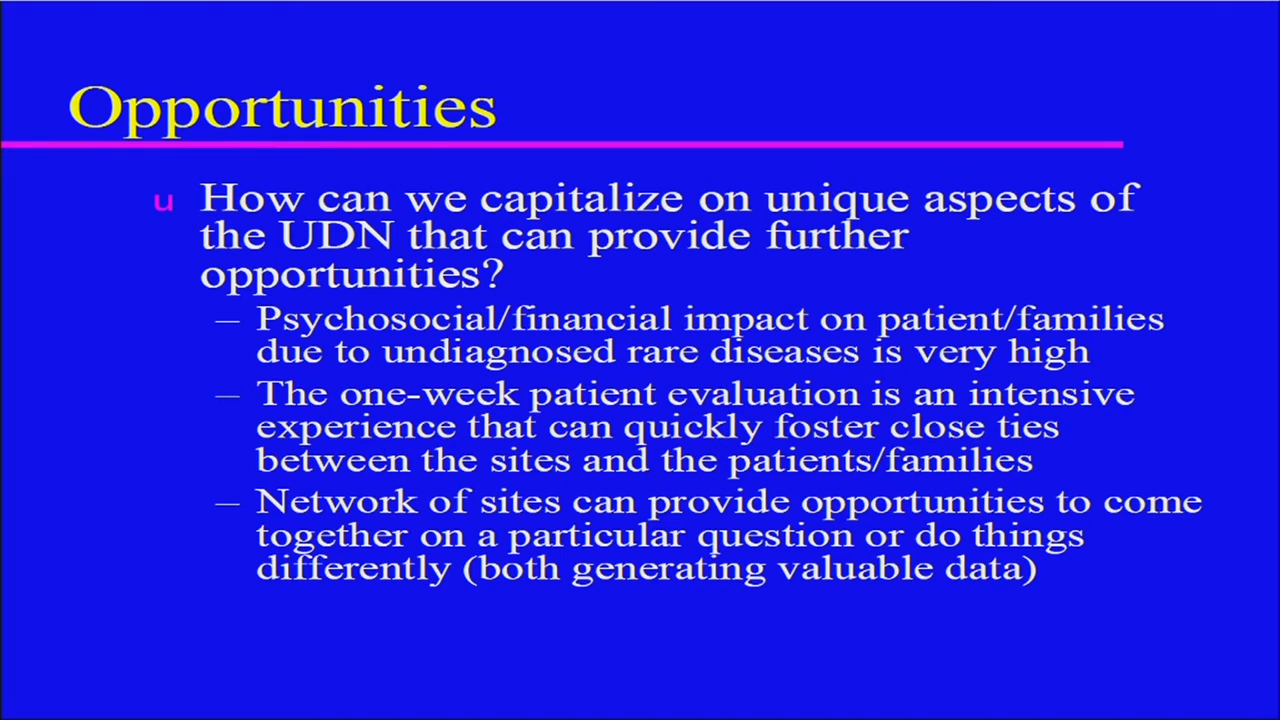 Opportunities
u How can we capitalize on unique aspects of
the UDN that can provide further
opportunities?
– Psychosocial/financial impact on patient/families
due to undiagnosed rare diseases is very high
– The one-week patient evaluation is an intensive
experience that can quickly foster close ties
between the sites and the patients/families
– Network of sites can provide opportunities to come
together on a particular question or do things
differently (both generating valuable data)